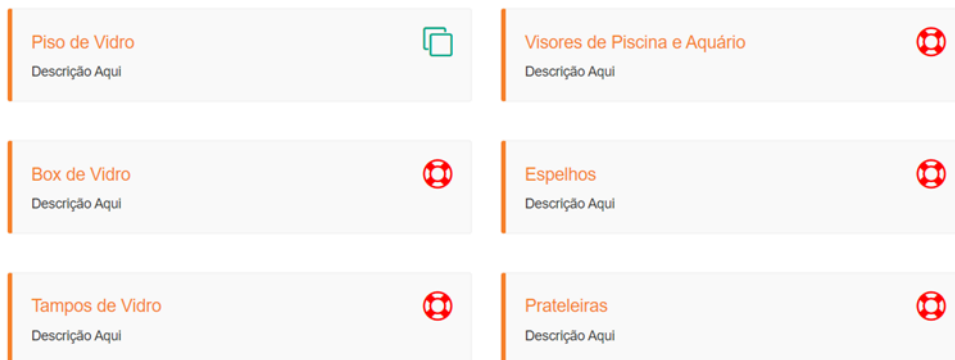 Piso de Vidro
Descrição Aqui
Visores de Piscina e Aquário
Descrição Aqui
Box de Vidro
Descrição Aqui
Espelhos
Descrição Aqui
Tampos de Vidro
Descrição Aqui
Prateleiras
Descrição Aqui